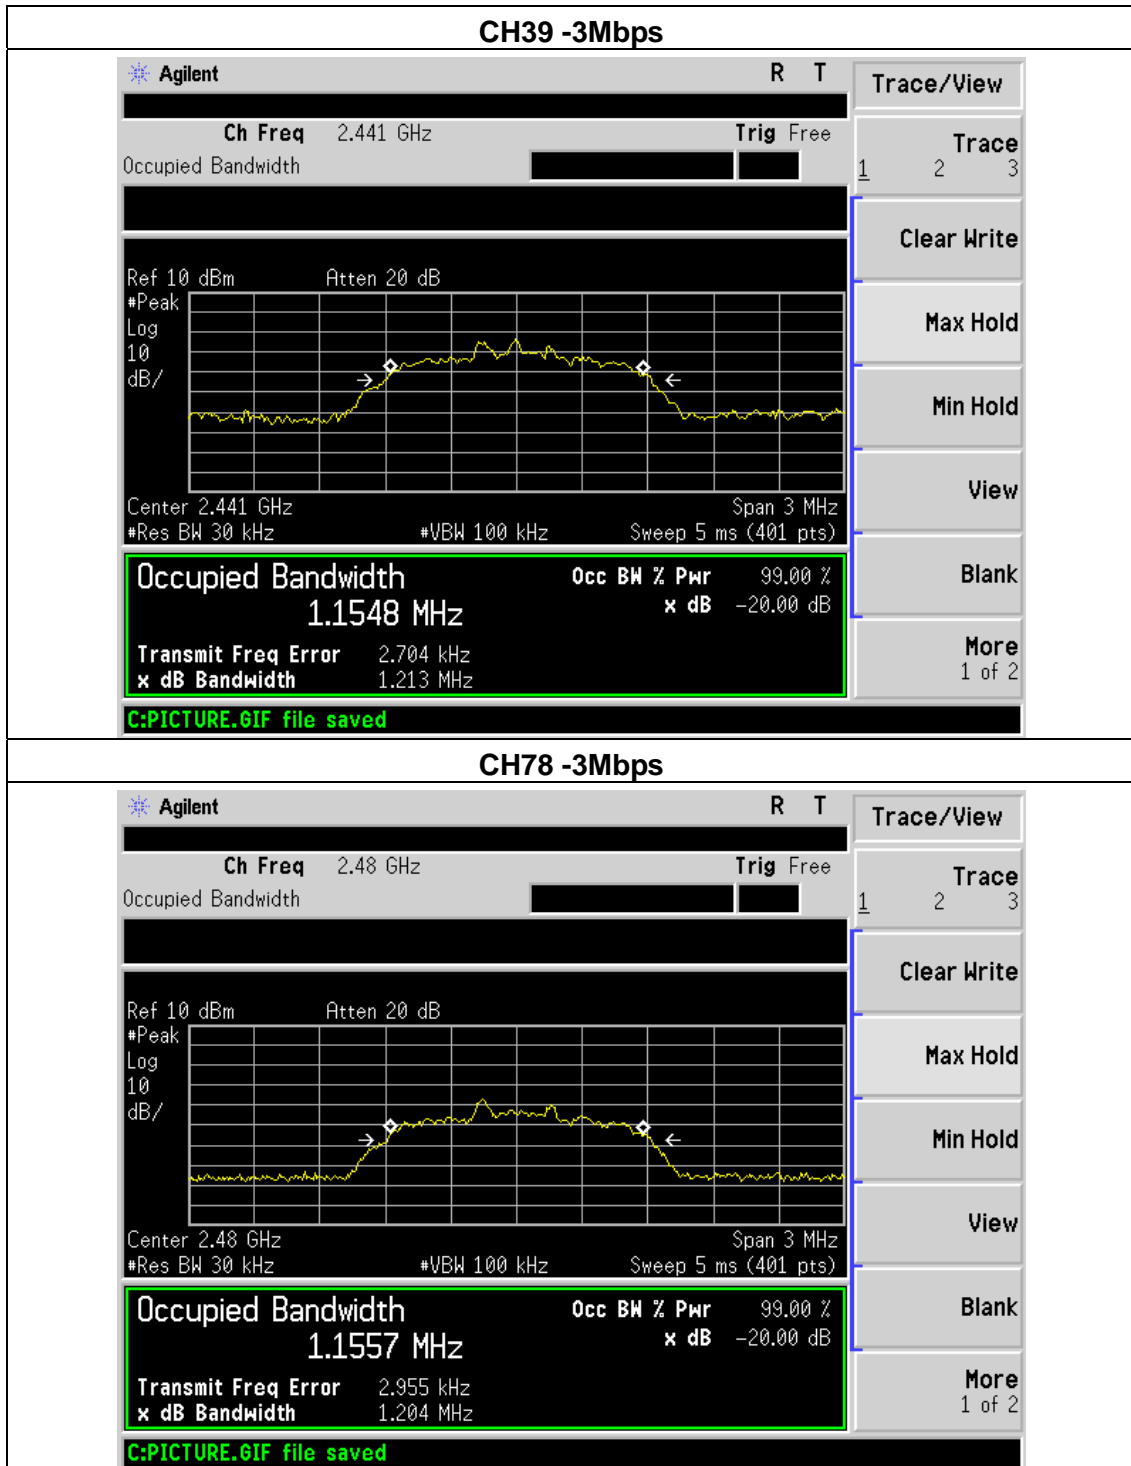 CH39 -3Mbps
Agilent R T Trace/View
Ch Freq 2.441 GHz Trig Free
Occupied Bandwidth
Trace
1 2 3
Clear Write
Ref 10 dBm Atten 20 dB
#Peak
Log
10
dB/
Max Hold
Min Hold
View
Center 2.441 GHz Span 3 MHz
#Res BW 30 kHz #VBW 100 kHz Sweep 5 ms (401 pts)
Occupied Bandwidth Occ BW % Pwr 99.00 %
1.1548 MHz x dB -20.00 dB
Blank
Transmit Freq Error 2.704 kHz
x dB Bandwidth 1.213 MHz
More
1 of 2
C:PICTURE.GIF file saved
CH78 -3Mbps
Agilent R T Trace/View
Ch Freq 2.48 GHz Trig Free
Occupied Bandwidth
Trace
1 2 3
Clear Write
Ref 10 dBm Atten 20 dB
#Peak
Log
10
dB/
Max Hold
Min Hold
View
Center 2.48 GHz Span 3 MHz
#Res BW 30 kHz #VBW 100 kHz Sweep 5 ms (401 pts)
Occupied Bandwidth Occ BW % Pwr 99.00 %
1.1557 MHz x dB -20.00 dB
Blank
Transmit Freq Error 2.955 kHz
x dB Bandwidth 1.204 MHz
More
1 of 2
C:PICTURE.GIF file saved